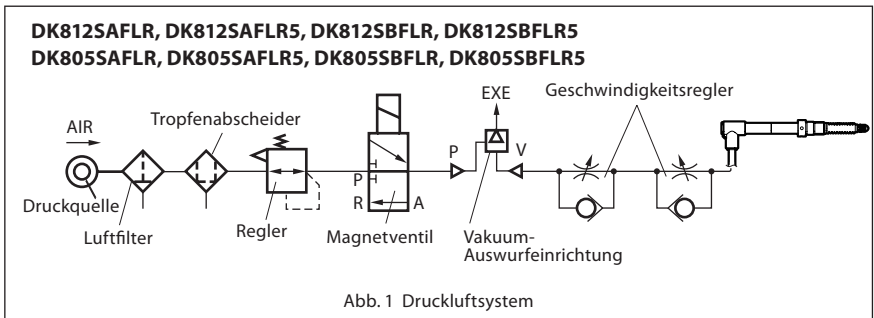 DK812SAFLR, DK812SAFLR5, DK812SBFLR, DK812SBFLR5
DK805SAFLR, DK805SAFLR5, DK805SBFLR, DK805SBFLR5
EXE
Geschwindigkeitsregler
Tropfenabscheider
AIR
P
V
P
R
A
Druckquelle
Luftfilter
Regler
Magnetventil
Vakuum-
Auswurfeinrichtung
Abb. 1 Druckluftsystem